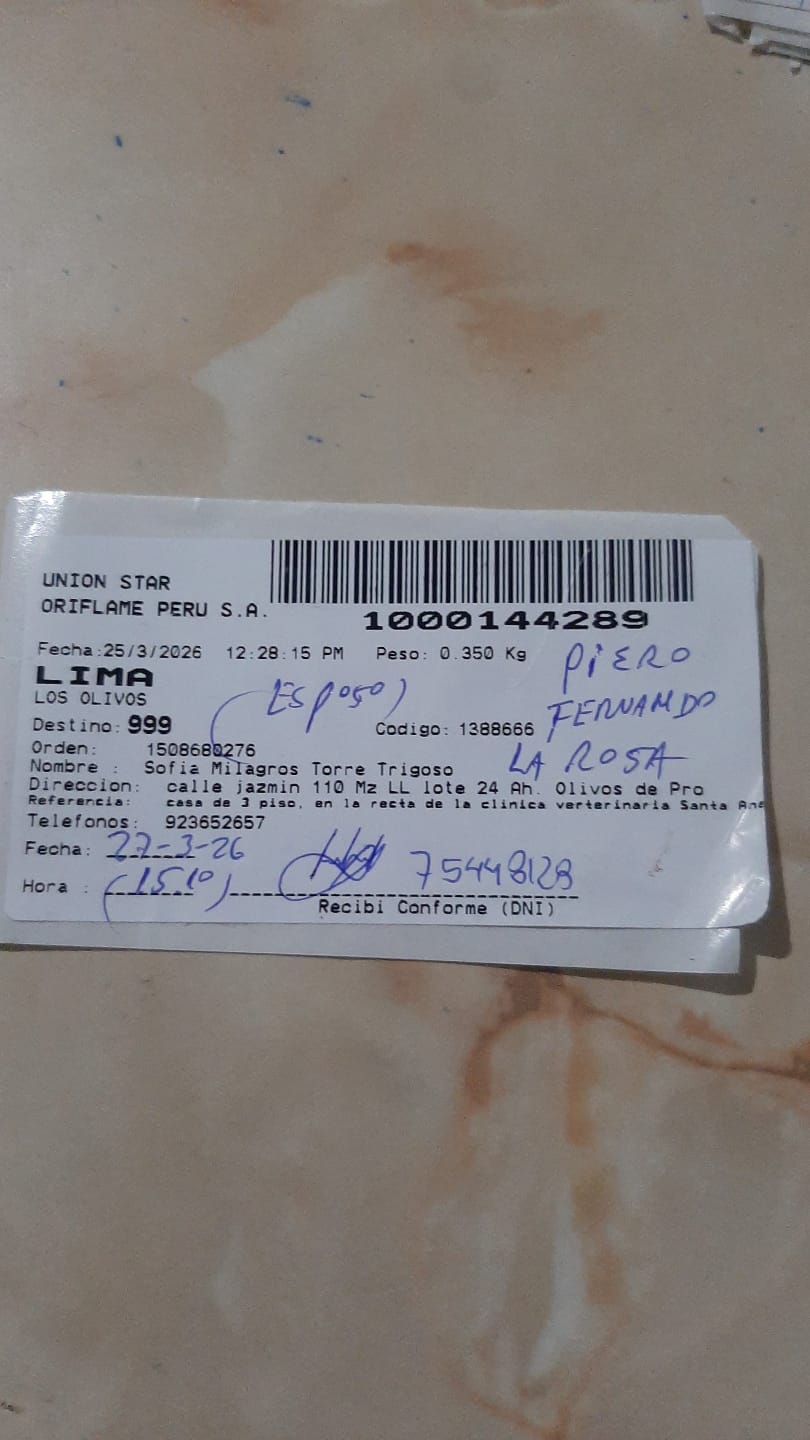 UNION STAR
ORIFLAME PERU S.A.
1000144289
Fecha:25/3/2026 12:28:15 PM Peso: 0.350 Kg
PIERO
LIMA
LOS OLIVOS
(Esposo)
FERNANDO
Destino: 999 Codigo: 1388666
Orden: 1508680276
LA ROSA
Nombre : Sofia Milagros Torre Trigoso
Direccion: calle jazmin 110 Mz LL lote 24 Ah. Olivos de Pro
Referencia: casa de 3 piso, en la recta de la clinica verterinaria Santa Ana
Telefonos: 923652657
Fecha: 27-3-26
75448128
Hora : (15:10)
Recibi Conforme (DNI)